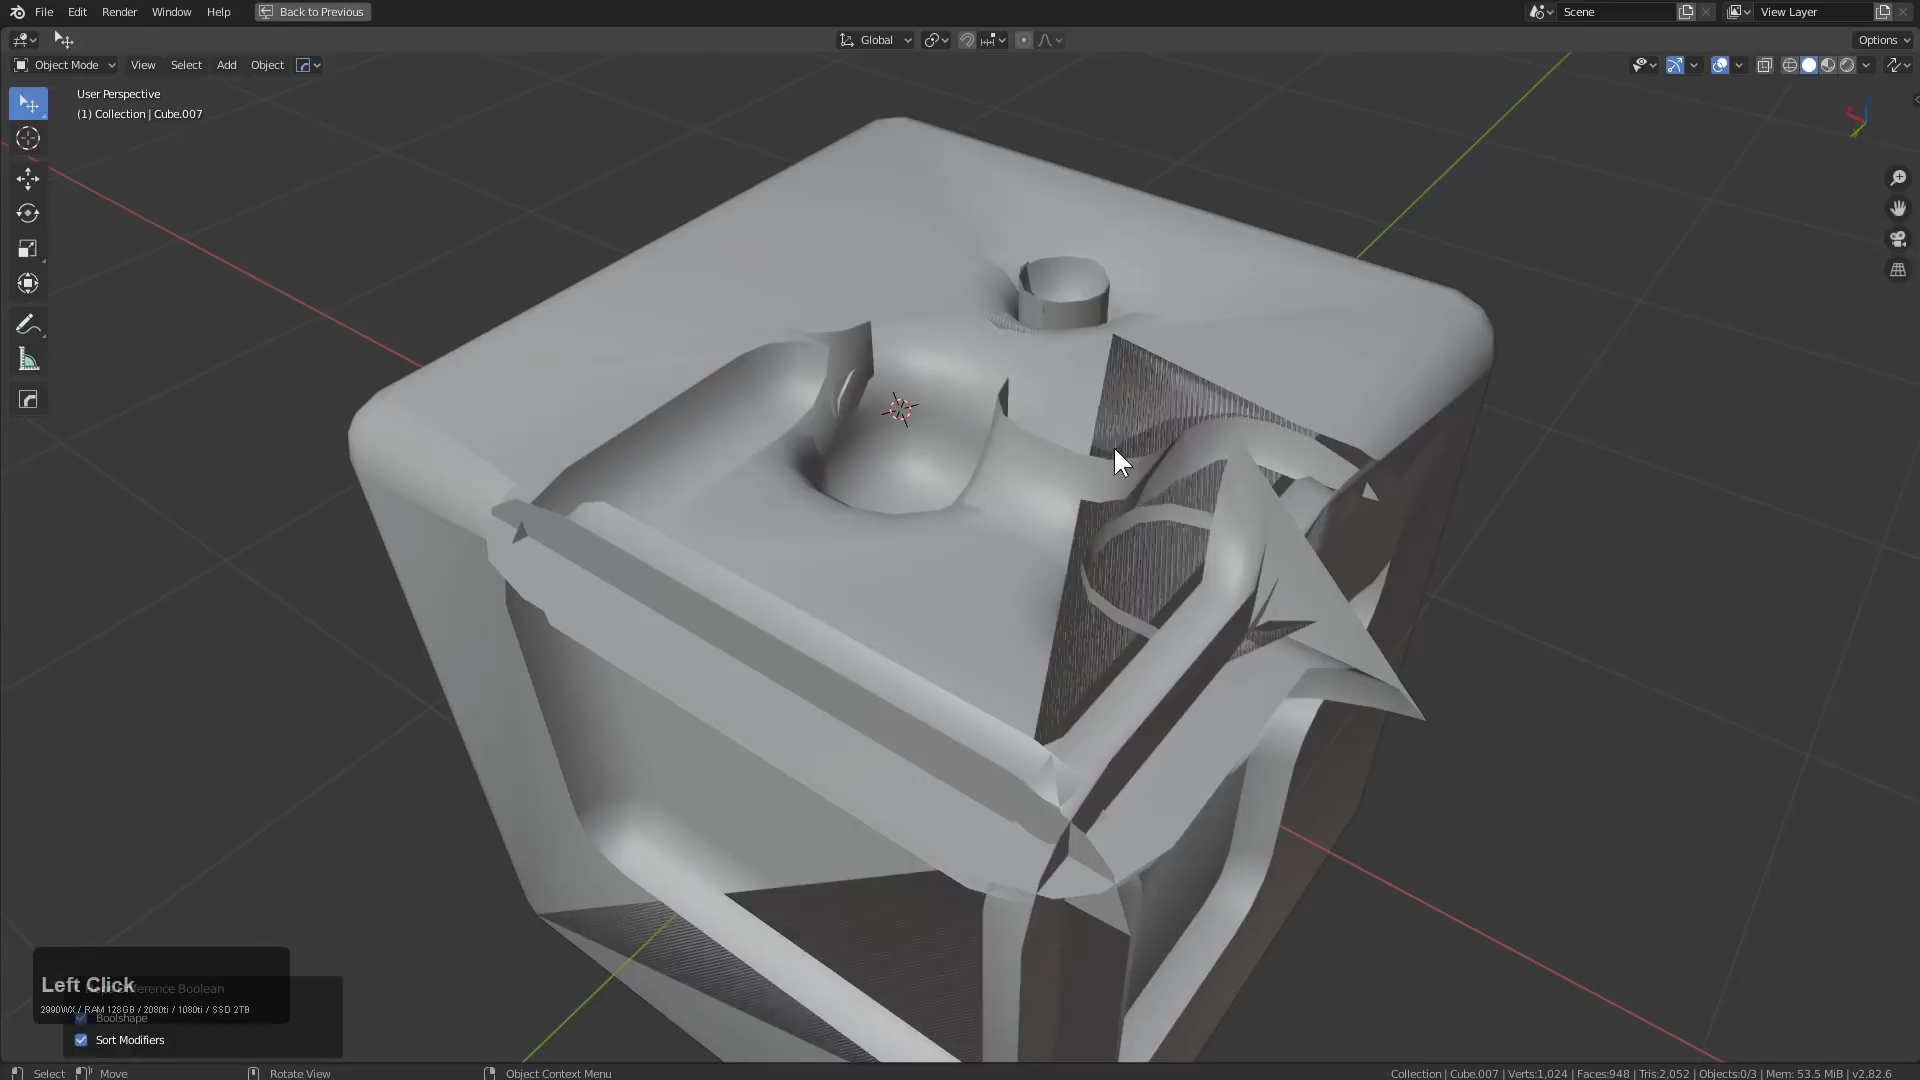 File Edit Render Window Help Back to Previous Scene View Layer
Global Options
Object Mode View Select Add Object
User Perspective
(1) Collection | Cube.007
Left Click
ference Boolean
2990WX / RAM 128GB / 2080ti / 1080ti / SSD 2TB
Boolshape
Sort Modifiers
Select Move Rotate View Object Context Menu Collection | Cube.007 | Verts:1,024 | Faces:948 | Tris:2,052 | Objects:0/3 | Mem: 53.5 MiB | v2.82.6